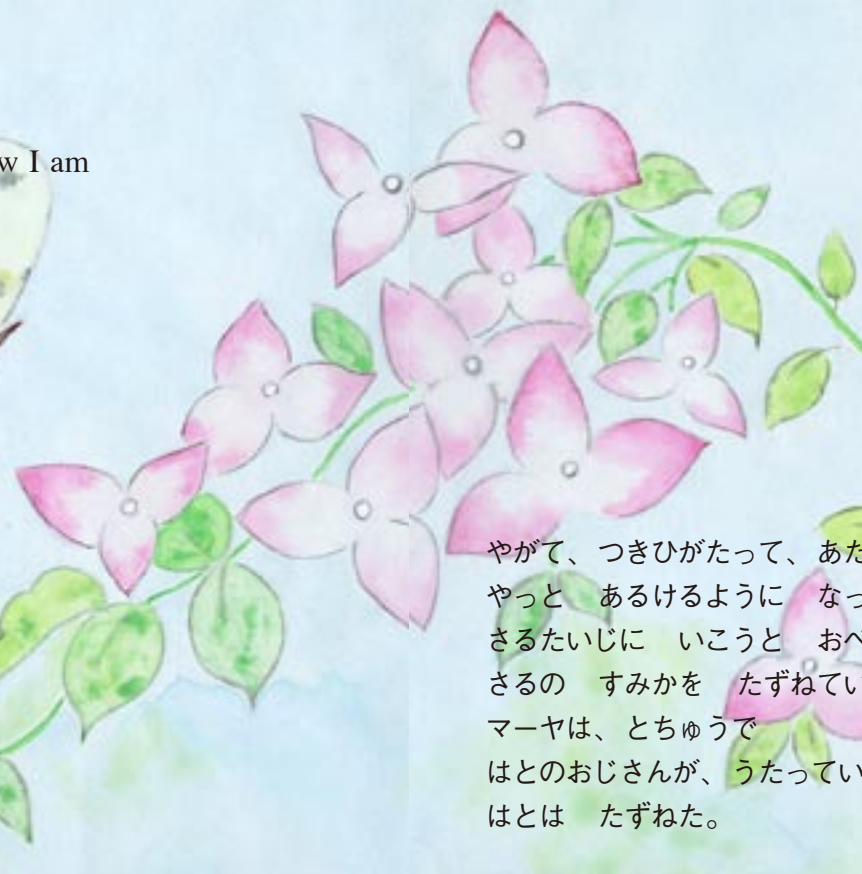 I am
やがて、つきひがたって、あた
やっと　あるけるように　なっ
さるたいじに　いこうと　おべ
さるの　すみかを　たずねてい
マーヤは、とちゅうで
はとのおじさんが、うたってい
はとは　たずねた。